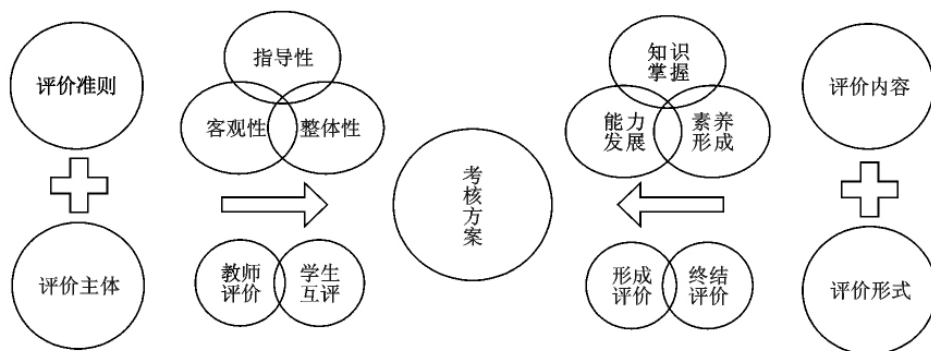 评价准则
指导性
客观性
整体性
评价主体
教师
评价
学生
互评
考核方案
知识
掌握
能力
发展
素养
形成
形成
评价
终结
评价
评价内容
评价形式